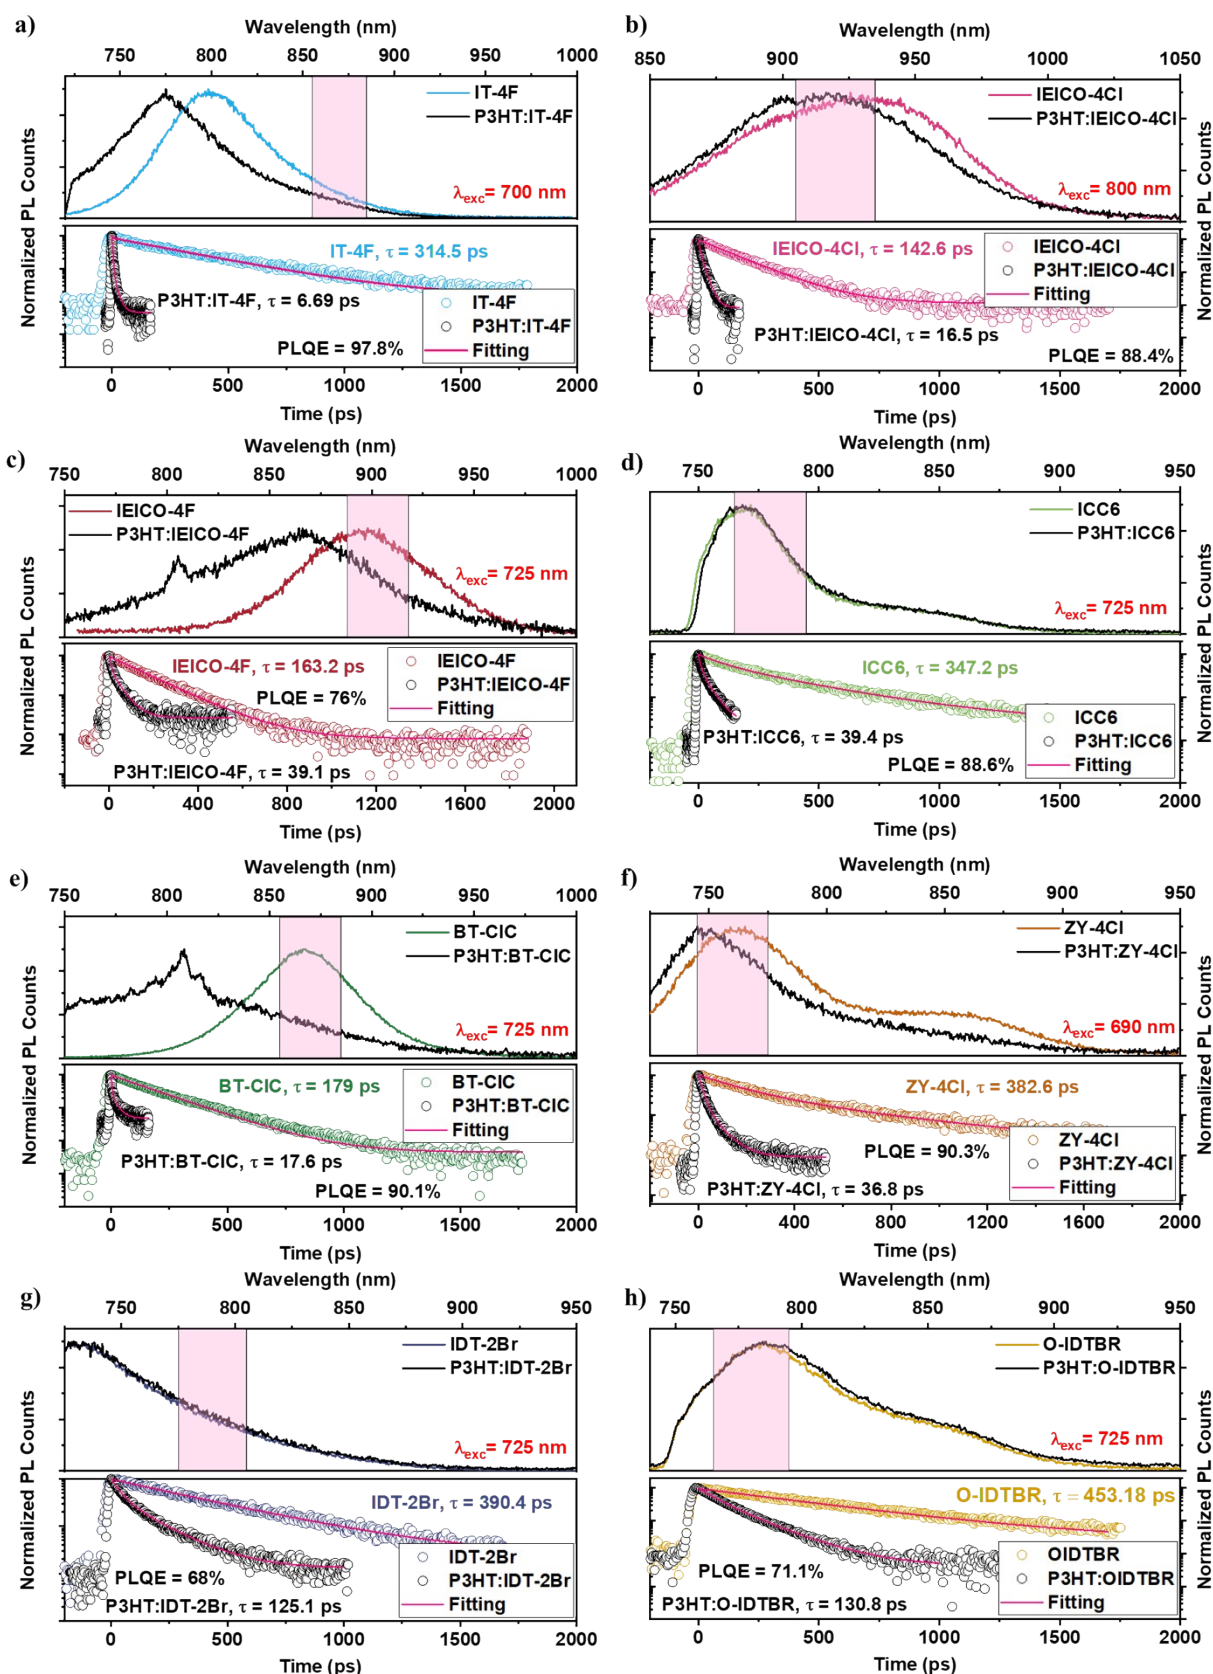 a)
Wavelength (nm)
750 800 850 900 950 1000
IT-4F
P3HT:IT-4F
λexc= 700 nm
Normalized PL Counts
IT-4F, τ = 314.5 ps
P3HT:IT-4F, τ = 6.69 ps
PLQE = 97.8%
IT-4F
P3HT:IT-4F
Fitting
0 500 1000 1500 2000
Time (ps)
b)
Wavelength (nm)
850 900 950 1000 1050
IEICO-4Cl
P3HT:IEICO-4Cl
λexc= 800 nm
Normalized PL Counts
IEICO-4Cl, τ = 142.6 ps
P3HT:IEICO-4Cl, τ = 16.5 ps
PLQE = 88.4%
IEICO-4Cl
P3HT:IEICO-4Cl
Fitting
0 500 1000 1500 2000
Time (ps)
c)
Wavelength (nm)
750 800 850 900 950 1000
IEICO-4F
P3HT:IEICO-4F
λexc= 725 nm
Normalized PL Counts
IEICO-4F, τ = 163.2 ps
PLQE = 76%
P3HT:IEICO-4F, τ = 39.1 ps
IEICO-4F
P3HT:IEICO-4F
Fitting
0 400 800 1200 1600 2000
Time (ps)
d)
Wavelength (nm)
750 800 850 900 950
ICC6
P3HT:ICC6
λexc= 725 nm
Normalized PL Counts
ICC6, τ = 347.2 ps
P3HT:ICC6, τ = 39.4 ps
PLQE = 88.6%
ICC6
P3HT:ICC6
Fitting
0 500 1000 1500 2000
Time (ps)
e)
Wavelength (nm)
750 800 850 900 950 1000
BT-CIC
P3HT:BT-CIC
λexc= 725 nm
Normalized PL Counts
BT-CIC, τ = 179 ps
P3HT:BT-CIC, τ = 17.6 ps
PLQE = 90.1%
BT-CIC
P3HT:BT-CIC
Fitting
0 500 1000 1500 2000
Time (ps)
f)
Wavelength (nm)
750 800 850 900 950
ZY-4Cl
P3HT:ZY-4Cl
λexc= 690 nm
Normalized PL Counts
ZY-4Cl, τ = 382.6 ps
PLQE = 90.3%
P3HT:ZY-4Cl, τ = 36.8 ps
ZY-4Cl
P3HT:ZY-4Cl
Fitting
0 400 800 1200 1600 2000
Time (ps)
g)
Wavelength (nm)
750 800 850 900 950
IDT-2Br
P3HT:IDT-2Br
λexc= 725 nm
Normalized PL Counts
IDT-2Br, τ = 390.4 ps
PLQE = 68%
P3HT:IDT-2Br, τ = 125.1 ps
IDT-2Br
P3HT:IDT-2Br
Fitting
0 500 1000 1500 2000
Time (ps)
h)
Wavelength (nm)
750 800 850 900 950
O-IDTBR
P3HT:O-IDTBR
λexc= 725 nm
Normalized PL Counts
O-IDTBR, τ = 453.18 ps
PLQE = 71.1%
P3HT:O-IDTBR, τ = 130.8 ps
OIDTBR
P3HT:OIDTBR
Fitting
0 500 1000 1500 2000
Time (ps)